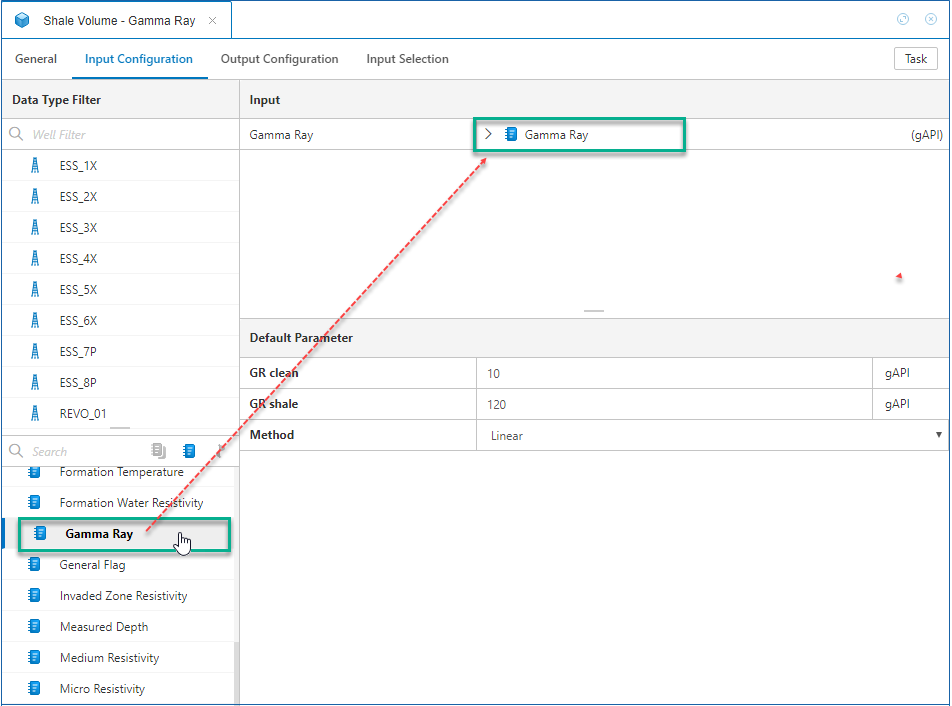 Shale Volume - Gamma Ray
General Input Configuration Output Configuration Input Selection Task
Data Type Filter
Well Filter
ESS_1X
ESS_2X
ESS_3X
ESS_4X
ESS_5X
ESS_6X
ESS_7P
ESS_8P
REVO_01
Search
Formation Temperature
Formation Water Resistivity
Gamma Ray
General Flag
Invaded Zone Resistivity
Measured Depth
Medium Resistivity
Micro Resistivity
Input
Gamma Ray Gamma Ray (gAPI)
Default Parameter
GR clean 10 gAPI
GR shale 120 gAPI
Method Linear